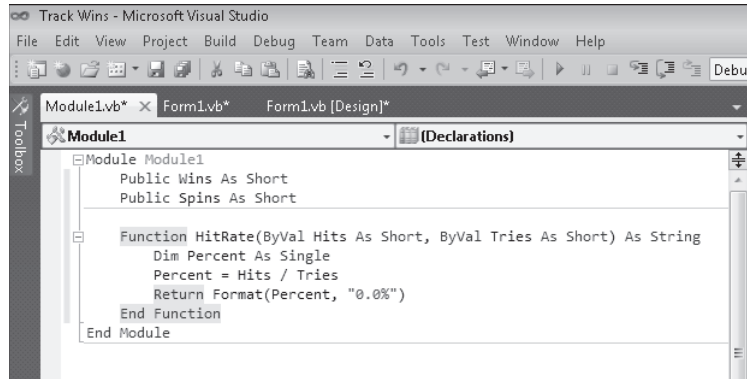 Track Wins - Microsoft Visual Studio
File Edit View Project Build Debug Team Data Tools Test Window Help
Debu
Module1.vb* Form1.vb* Form1.vb [Design]*
Toolbox
Module1 (Declarations)
Module Module1
Public Wins As Short
Public Spins As Short
Function HitRate(ByVal Hits As Short, ByVal Tries As Short) As String
Dim Percent As Single
Percent = Hits / Tries
Return Format(Percent, "0.0%")
End Function
End Module